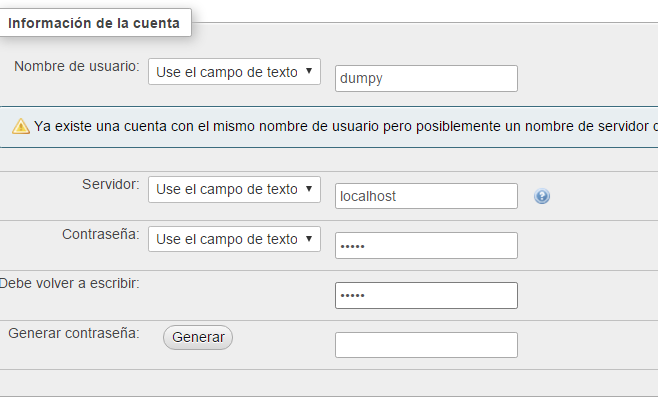 Información de la cuenta
Nombre de usuario: Use el campo de texto dumpy
Ya existe una cuenta con el mismo nombre de usuario pero posiblemente un nombre de servidor
Servidor: Use el campo de texto localhost
Contraseña: Use el campo de texto •••••
Debe volver a escribir: •••••
Generar contraseña: Generar